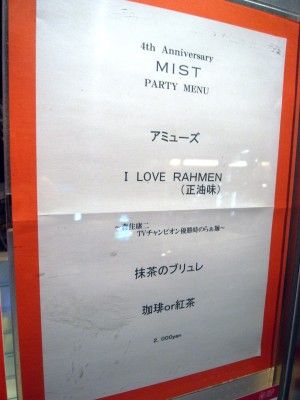 4th Anniversary
MIST
PARTY MENU
アミューズ
I LOVE RAHMEN
(正油味)
康二
TVチャンピオン優勝時のらぁ麺～
抹茶のブリュレ
珈琲or紅茶
2,000yen